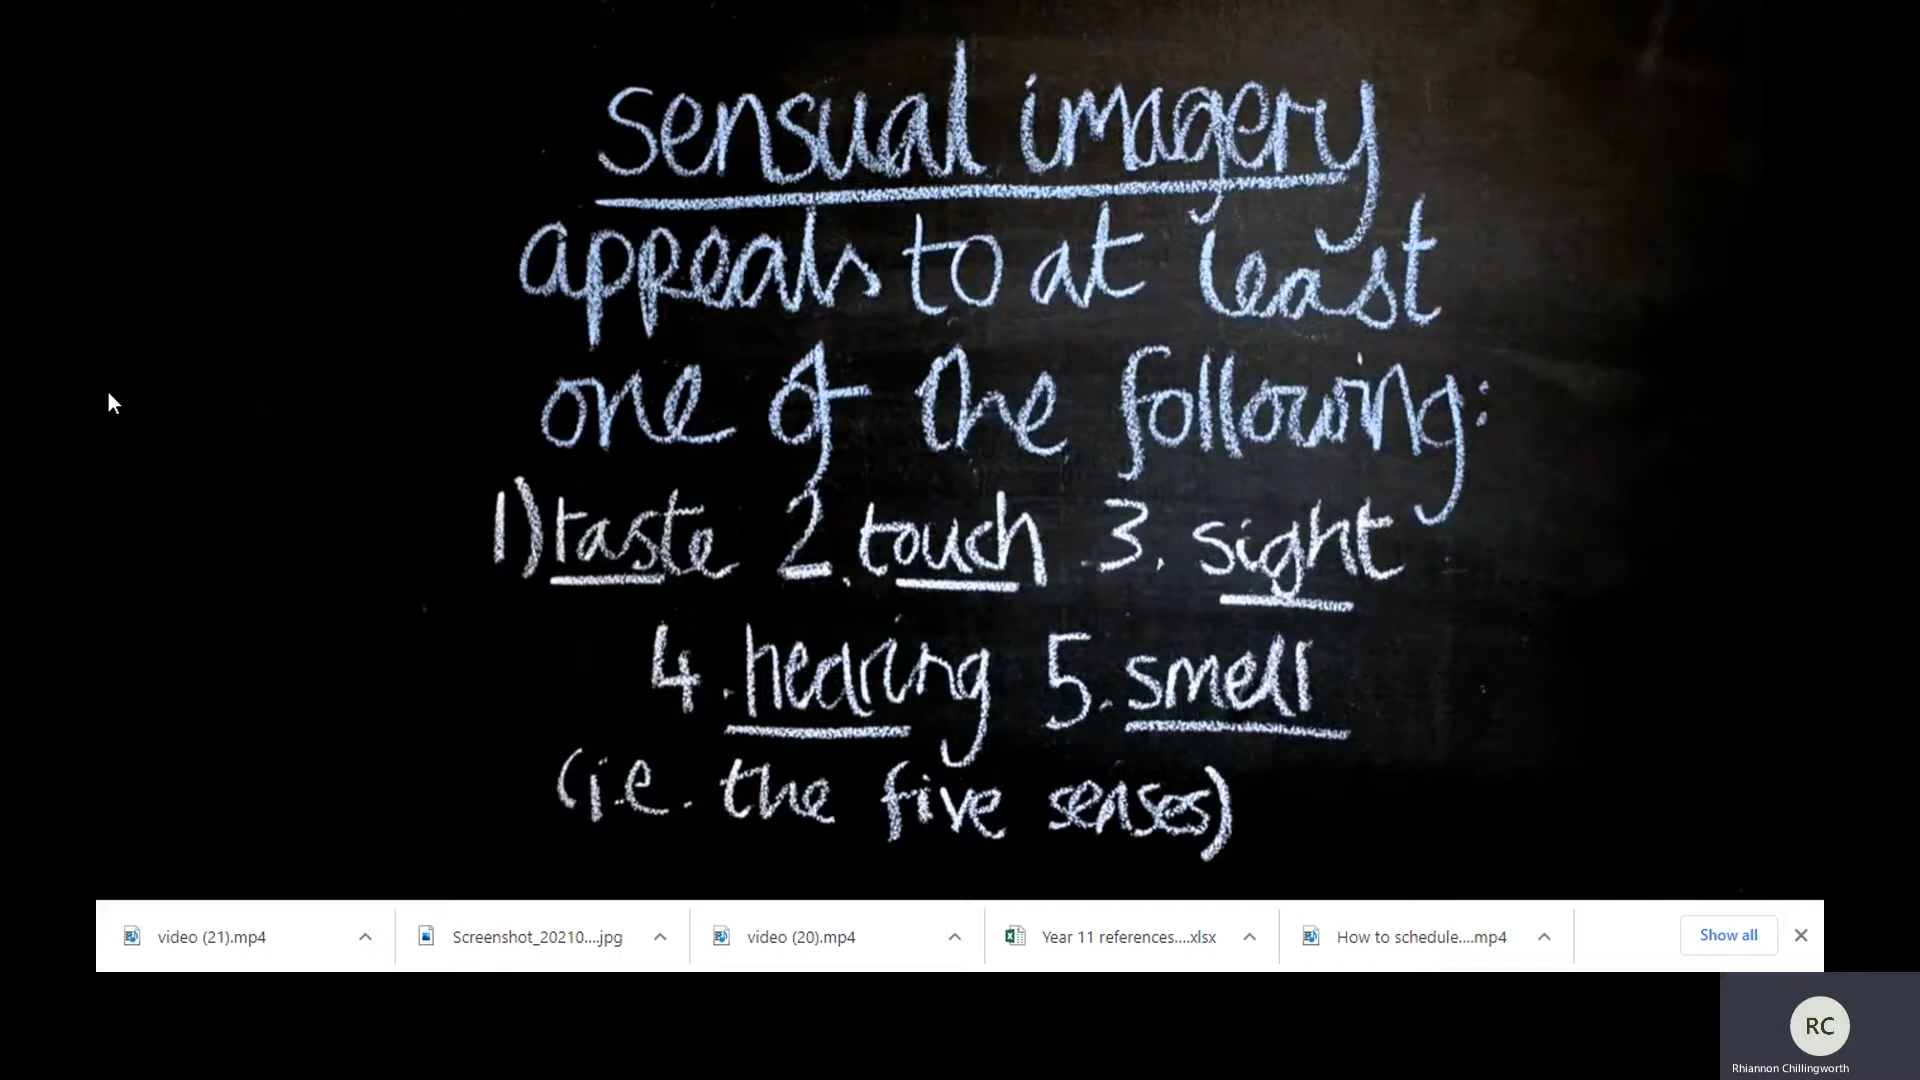 sensual imagery
appeals to at least
one of the following:
1) taste 2. touch 3. sight
4. hearing 5. smell
(i.e. the five senses)
video (21).mp4 Screenshot_20210....jpg video (20).mp4 Year 11 references....xlsx How to schedule....mp4 Show all
RC
Rhiannon Chillingworth